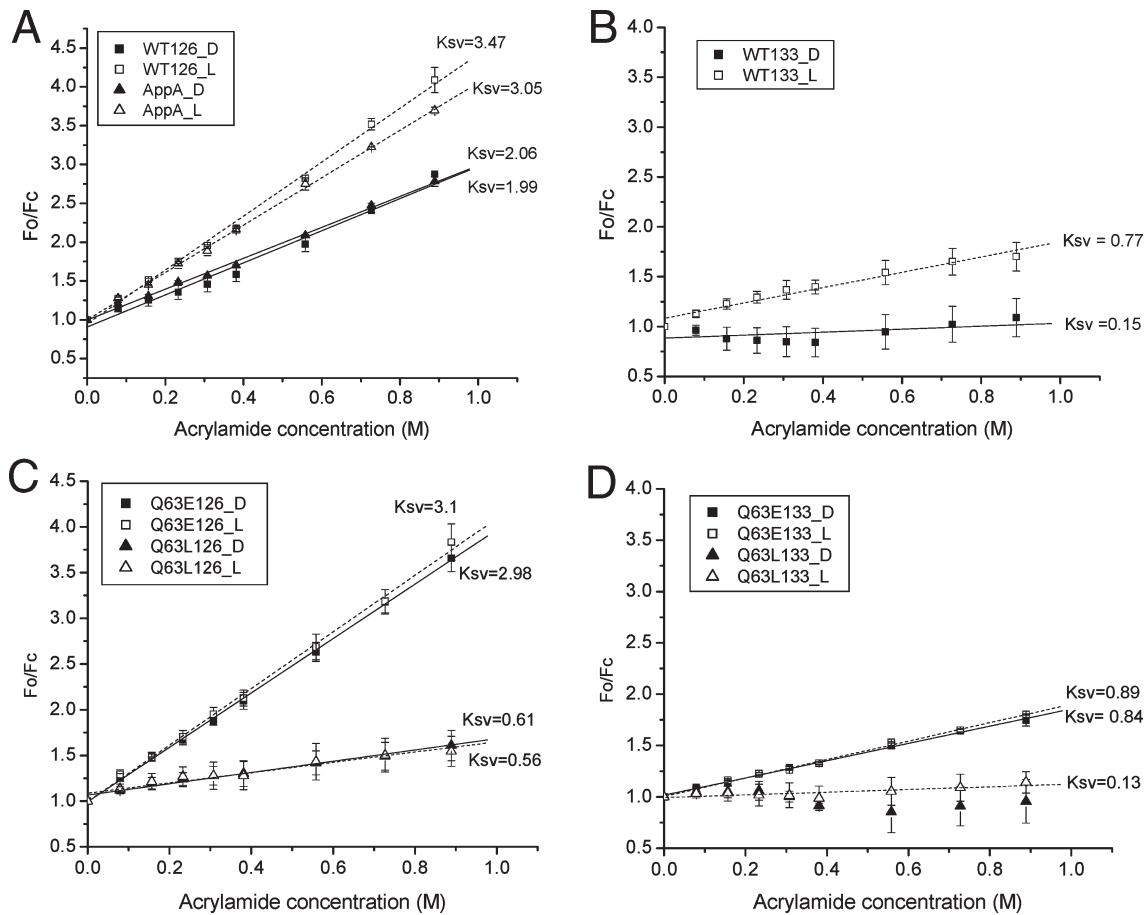 A
WT126_D
WT126_L
AppA_D
AppA_L
Ksv=3.47
Ksv=3.05
Ksv=2.06
Ksv=1.99
4.5
4.0
3.5
3.0
2.5
2.0
1.5
1.0
0.5
Fo/Fc
0.0 0.2 0.4 0.6 0.8 1.0
Acrylamide concentration (M)
B
WT133_D
WT133_L
Ksv = 0.77
Ksv =0.15
4.0
3.5
3.0
2.5
2.0
1.5
1.0
0.5
Fo/Fc
0.0 0.2 0.4 0.6 0.8 1.0
Acrylamide concentration (M)
C
Q63E126_D
Q63E126_L
Q63L126_D
Q63L126_L
Ksv=3.1
Ksv=2.98
Ksv=0.61
Ksv=0.56
4.5
4.0
3.5
3.0
2.5
2.0
1.5
1.0
0.5
Fo/Fc
0.0 0.2 0.4 0.6 0.8 1.0
Acrylamide concentration (M)
D
Q63E133_D
Q63E133_L
Q63L133_D
Q63L133_L
Ksv=0.89
Ksv= 0.84
Ksv=0.13
4.0
3.5
3.0
2.5
2.0
1.5
1.0
0.5
Fo/Fc
0.0 0.2 0.4 0.6 0.8 1.0
Acrylamide concentration (M)